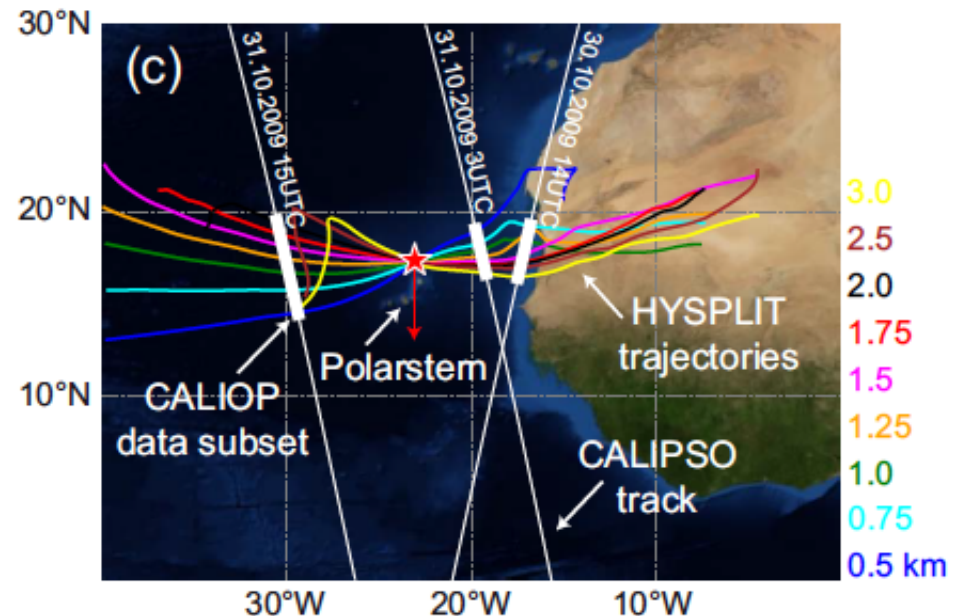 30°N
(c)
31.10.2009 15UTC
31.10.2009 3UTC
30.10.2009 14UTC
20°N
10°N
Polarstern
CALIOP
data subset
HYSPLIT
trajectories
CALIPSO
track
3.0
2.5
2.0
1.75
1.5
1.25
1.0
0.75
0.5 km
30°W
20°W
10°W